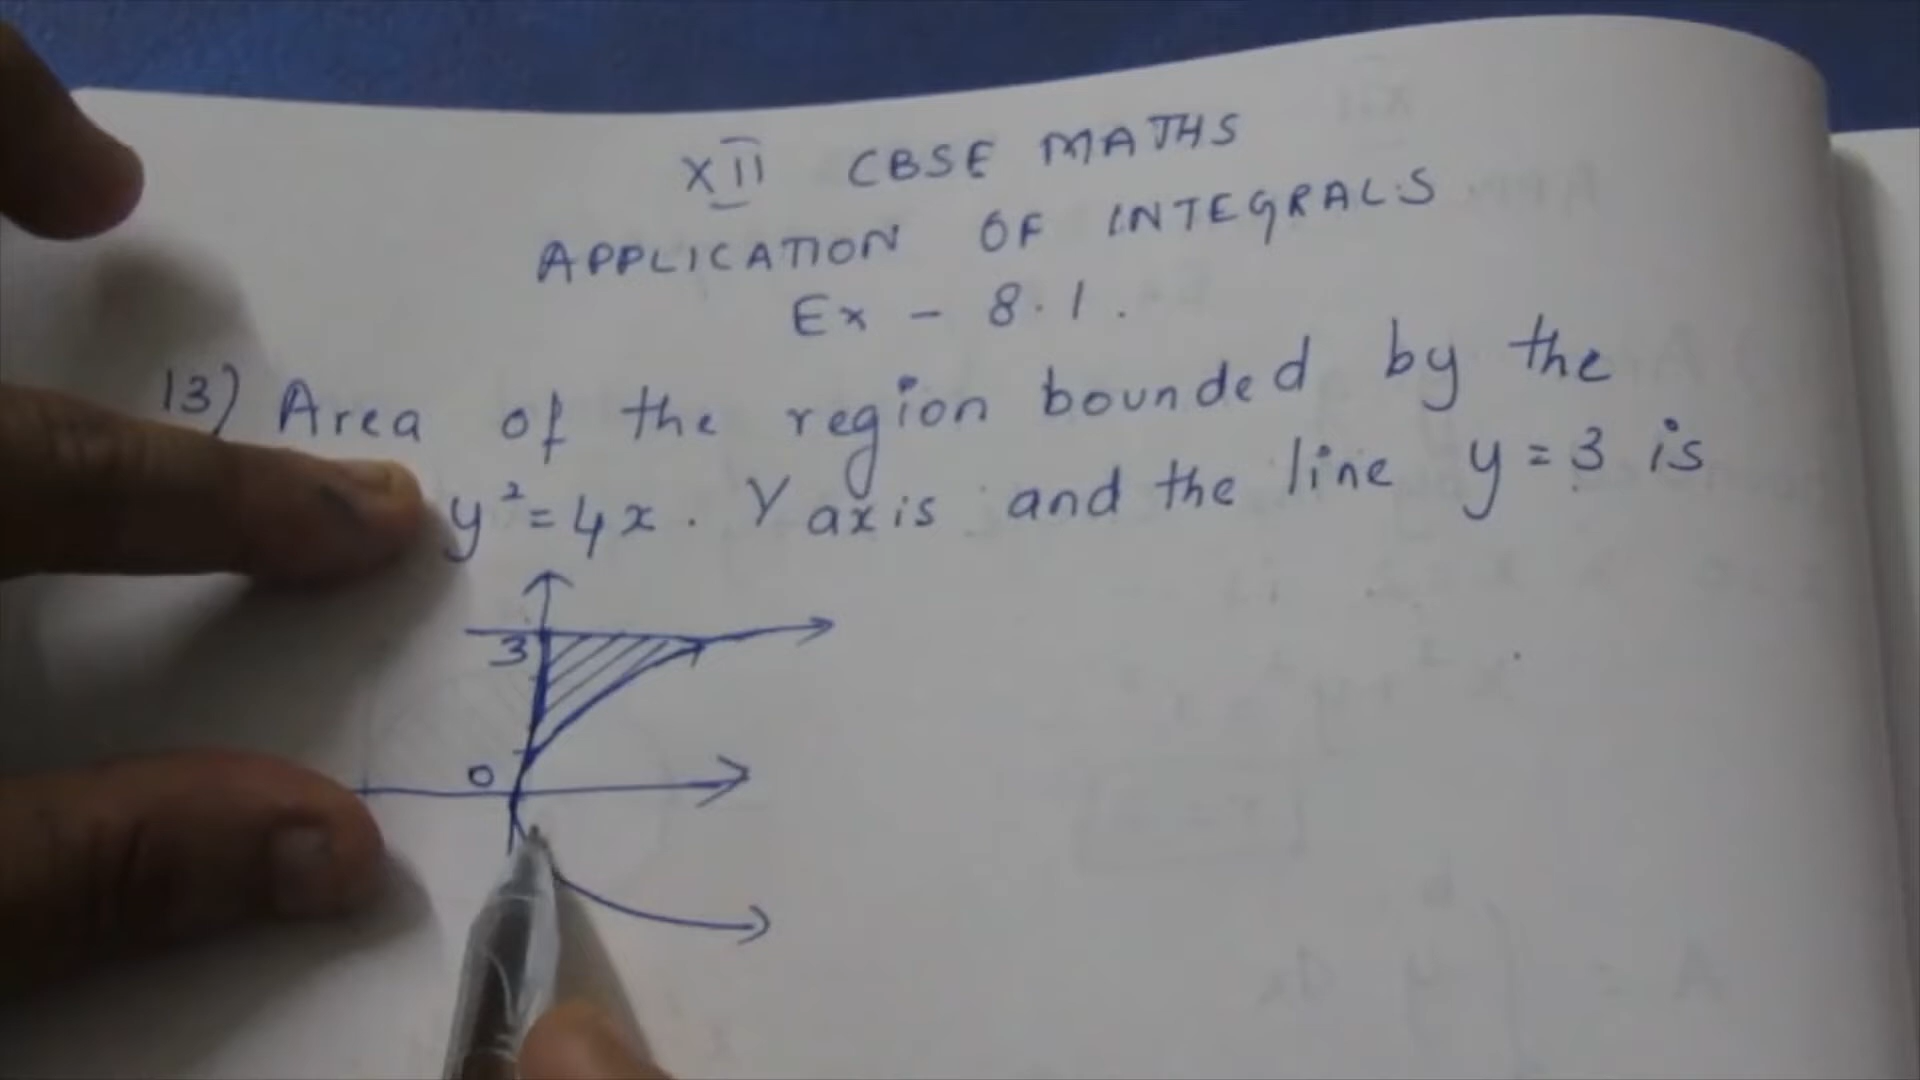 XII CBSE MATHS
APPLICATION OF INTEGRALS
Ex - 8.1.
13) Area of the region bounded by the
y²=4x. Y axis and the line y=3 is
3
0